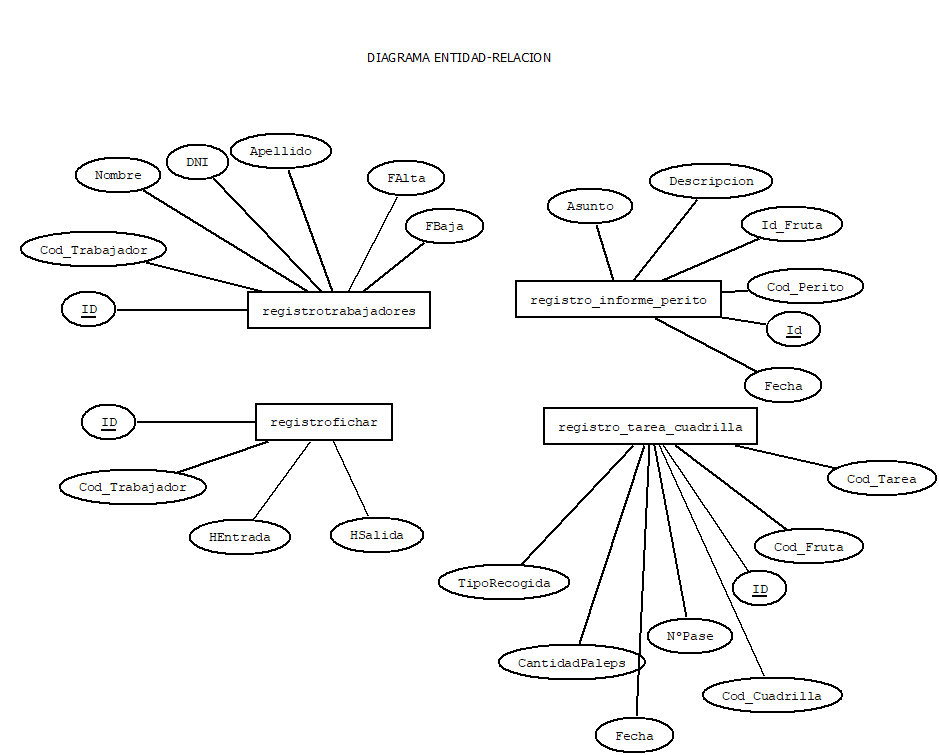 DIAGRAMA ENTIDAD-RELACION
Nombre
DNI
Apellido
FAlta
FBaja
Cod_Trabajador
ID
registrotrabajadores
Asunto
Descripcion
Id_Fruta
Cod_Perito
registro_informe_perito
Id
Fecha
ID
registrofichar
Cod_Trabajador
HEntrada
HSalida
registro_tarea_cuadrilla
Cod_Tarea
Cod_Fruta
TipoRecogida
ID
NºPase
CantidadPaleps
Cod_Cuadrilla
Fecha